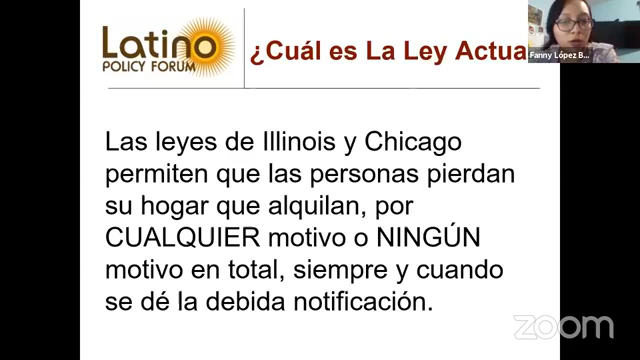 Latino
POLICY FORUM
¿Cuál es La Ley Actua
Fanny López B...
Las leyes de Illinois y Chicago
permiten que las personas pierdan
su hogar que alquilan, por
CUALQUIER motivo o NINGÚN
motivo en total, siempre y cuando
se dé la debida notificación.
zoom